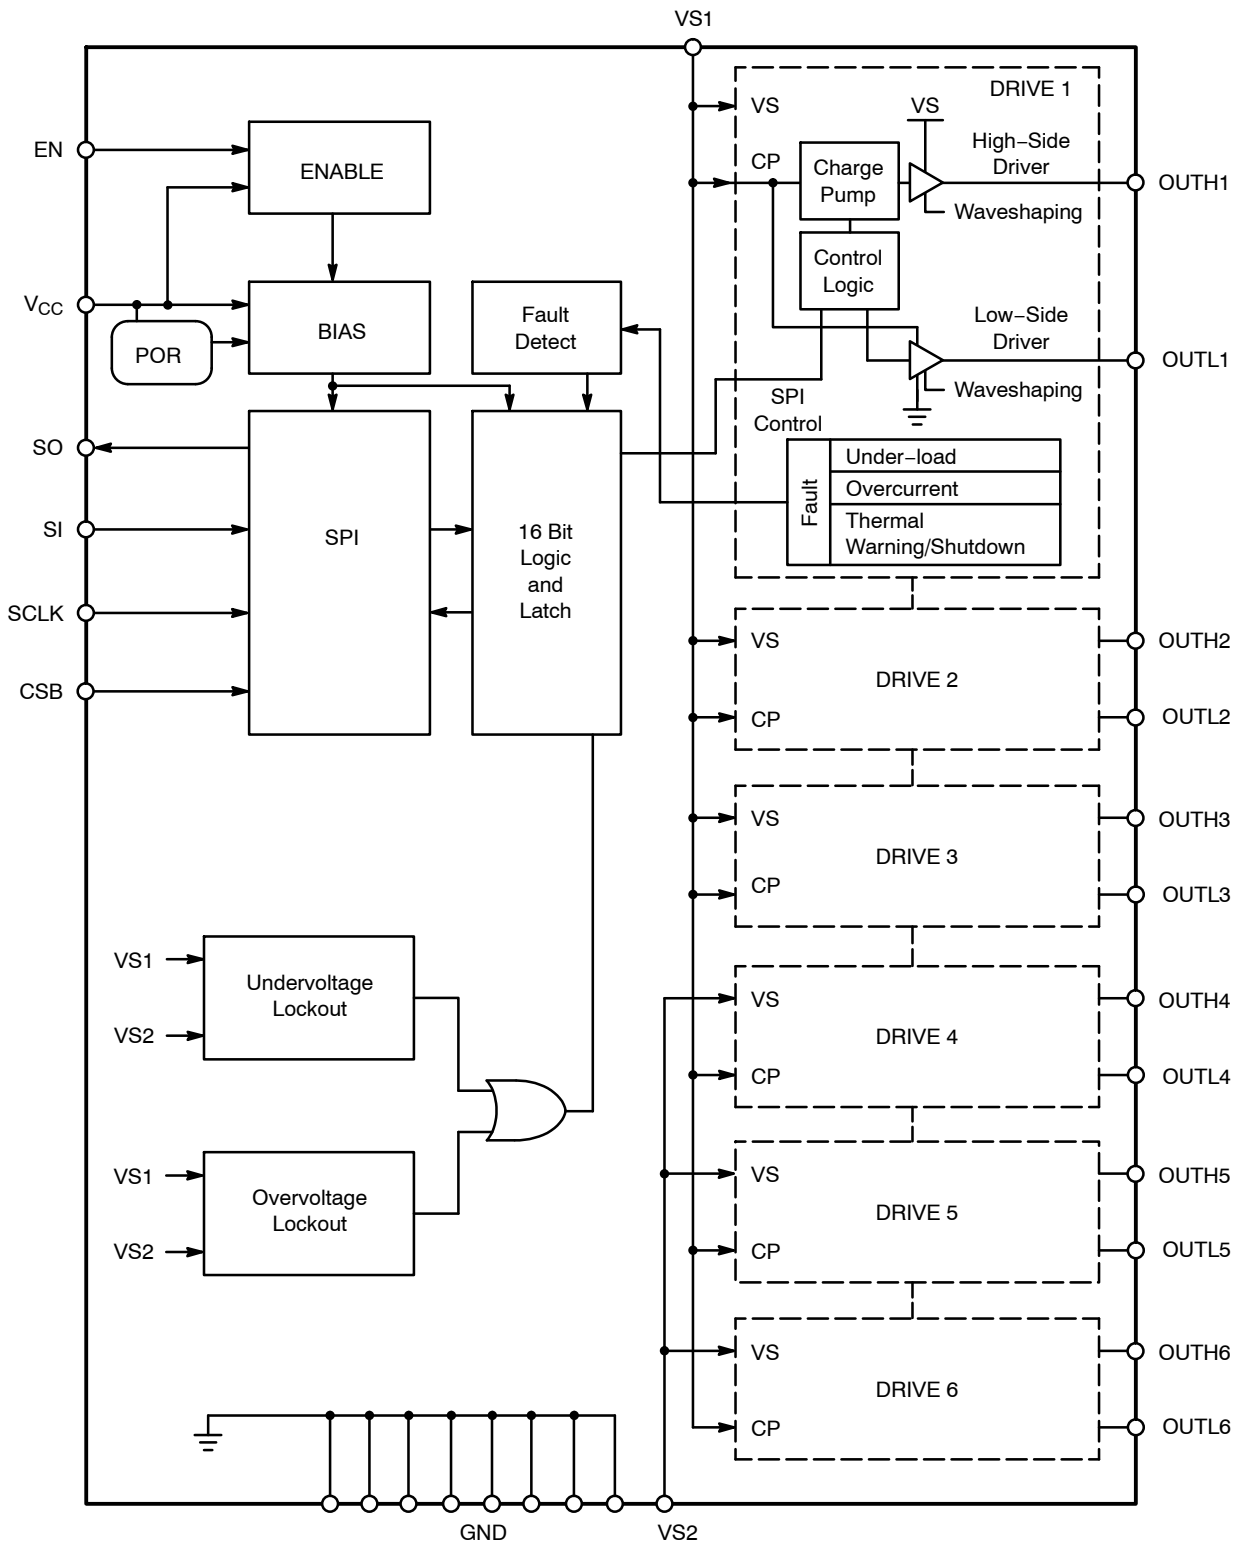 VS1
DRIVE 1
VS
VS
EN
ENABLE
High−Side
Driver
CP
Charge
Pump
OUTH1
Waveshaping
Control
Logic
VCC
BIAS
POR
Fault
Detect
Low−Side
Driver
OUTL1
Waveshaping
SPI
Control
SO
SI
SCLK
CSB
SPI
16 Bit
Logic
and
Latch
Fault
Under−load
Overcurrent
Thermal
Warning/Shutdown
VS
DRIVE 2
CP
OUTH2
OUTL2
VS
DRIVE 3
CP
OUTH3
OUTL3
VS1
VS2
Undervoltage
Lockout
VS
DRIVE 4
CP
OUTH4
OUTL4
VS1
VS2
Overvoltage
Lockout
VS
DRIVE 5
CP
OUTH5
OUTL5
VS
DRIVE 6
CP
OUTH6
OUTL6
GND
VS2